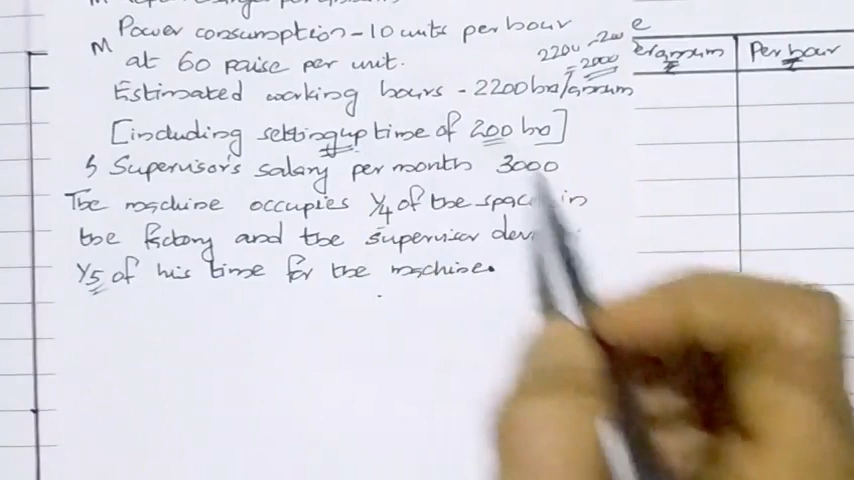 Power consumption - 10 units per hour
M at 60 paise per unit.
2200 - 200
= 2000
Estimated working hours - 2200 hrs/annum
[including setting up time of 200 hrs]
S Supervisor's salary per month 3000
The machine occupies 1/4 of the space in
the factory and the supervisor
1/5 of his time for the machine.
Per annum Per hour